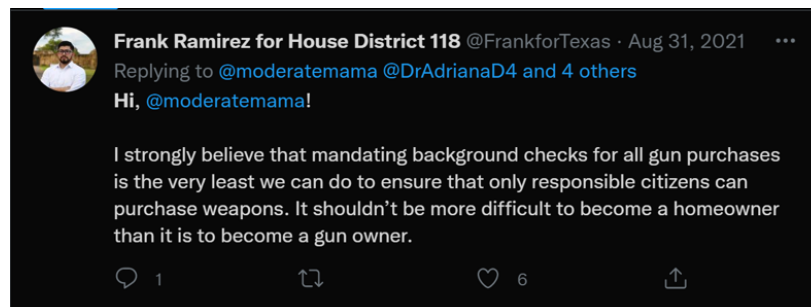 Frank Ramirez for House District 118 @FrankforTexas · Aug 31, 2021 ···
Replying to @moderatemama @DrAdrianaD4 and 4 others
Hi, @moderatemama!
I strongly believe that mandating background checks for all gun purchases
is the very least we can do to ensure that only responsible citizens can
purchase weapons. It shouldn’t be more difficult to become a homeowner
than it is to become a gun owner.
1 6